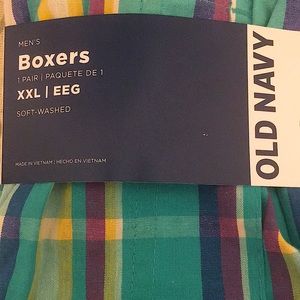 MEN'S
Boxers
1 PAIR | PAQUETE DE 1
XXL | EEG
SOFT-WASHED
MADE IN VIETNAM | HECHO EN VIETNAM
OLD NAVY